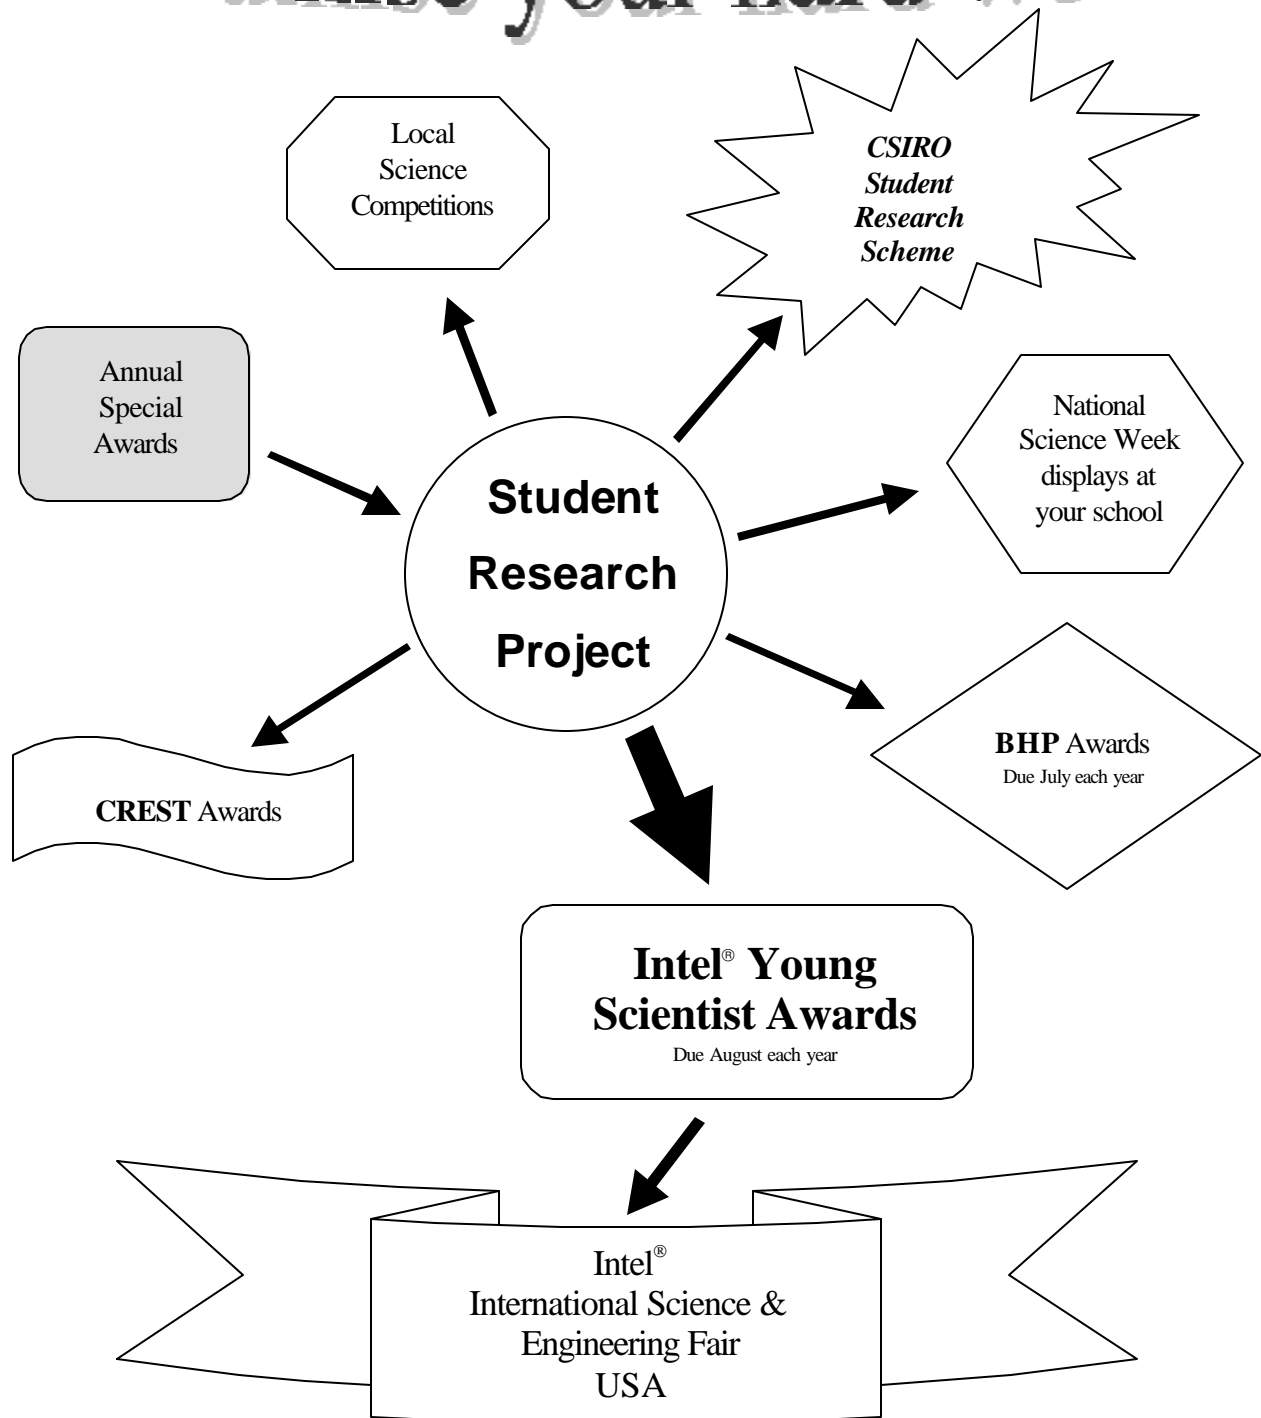 your hard
Local
Science
Competitions
CSIRO
Student
Research
Scheme
Annual
Special
Awards
National
Science Week
displays at
your school
Student
Research
Project
BHP Awards
Due July each year
CREST Awards
Intel® Young
Scientist Awards
Due August each year
Intel®
International Science &
Engineering Fair
USA